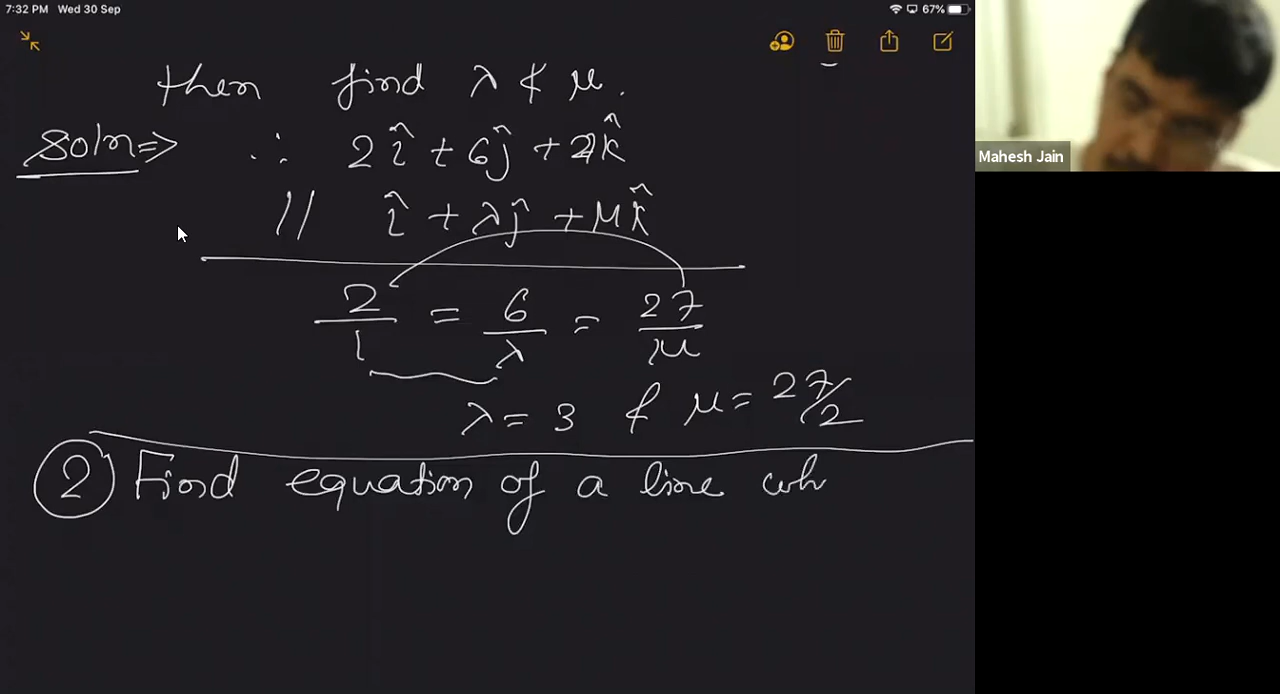 7:32 PM Wed 30 Sep
67%
then find λ & μ.
Soln⇒ ∴ 2î + 6ĵ + 27k̂
// î + λĵ + μk̂
2/1 = 6/λ = 27/μ
λ = 3 & μ = 27/2
② Find equation of a line wh
Mahesh Jain